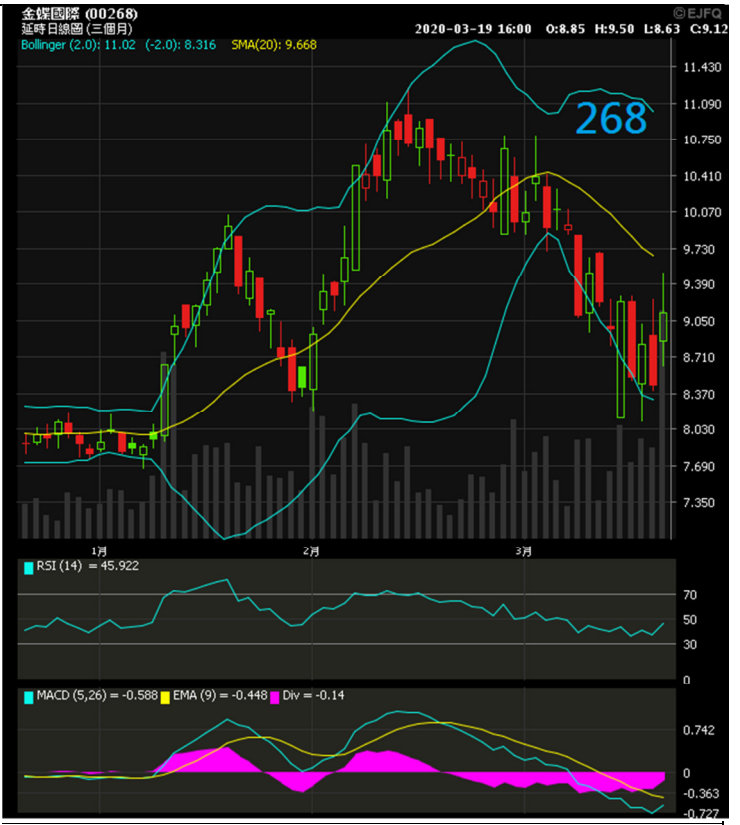 金蝶國際 (00268)
©EJFQ
延時日線圖 (三個月)
2020-03-19 16:00 O:8.85 H:9.50 L:8.63 C:9.12
Bollinger (2.0): 11.02 (-2.0): 8.316 SMA(20): 9.668
268
11.430
11.090
10.750
10.410
10.070
9.730
9.390
9.050
8.710
8.370
8.030
7.690
7.350
1月 2月 3月
RSI (14) = 45.922
70
50
30
0
MACD (5,26) = -0.588 EMA (9) = -0.448 Div = -0.14
0.742
0
-0.363
-0.727